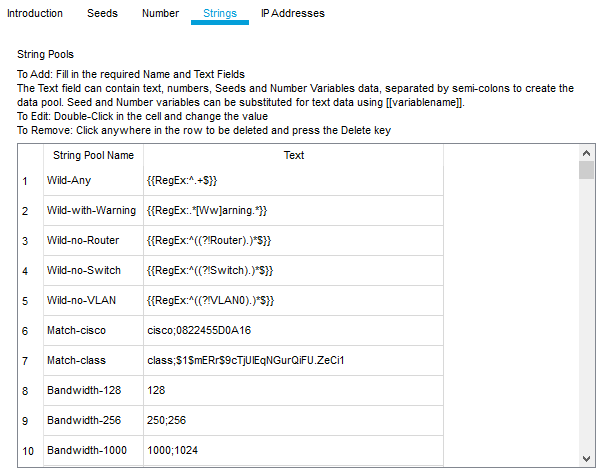 Introduction Seeds Number Strings IP Addresses
String Pools
To Add: Fill in the required Name and Text Fields
The Text field can contain text, numbers, Seeds and Number Variables data, separated by semi-colons to create the
data pool. Seed and Number variables can be substituted for text data using [[variablename]].
To Edit: Double-Click in the cell and change the value
To Remove: Click anywhere in the row to be deleted and press the Delete key
String Pool Name Text
1 Wild-Any {{RegEx:^.+$}}
2 Wild-with-Warning {{RegEx:.*[Ww]arning.*}}
3 Wild-no-Router {{RegEx:^((?!Router).)*$}}
4 Wild-no-Switch {{RegEx:^((?!Switch).)*$}}
5 Wild-no-VLAN {{RegEx:^((?!VLAN0).)*$}}
6 Match-cisco cisco;0822455D0A16
7 Match-class class;$1$mERr$9cTjUIEqNGurQiFU.ZeCi1
8 Bandwidth-128 128
9 Bandwidth-256 250;256
10 Bandwidth-1000 1000;1024